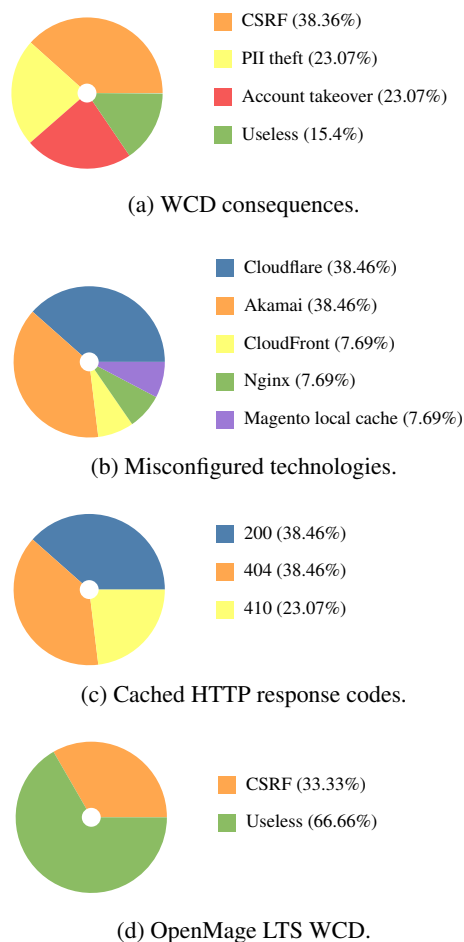 CSRF (38.36%)
PII theft (23.07%)
Account takeover (23.07%)
Useless (15.4%)
(a) WCD consequences.
Cloudflare (38.46%)
Akamai (38.46%)
CloudFront (7.69%)
Nginx (7.69%)
Magento local cache (7.69%)
(b) Misconfigured technologies.
200 (38.46%)
404 (38.46%)
410 (23.07%)
(c) Cached HTTP response codes.
CSRF (33.33%)
Useless (66.66%)
(d) OpenMage LTS WCD.